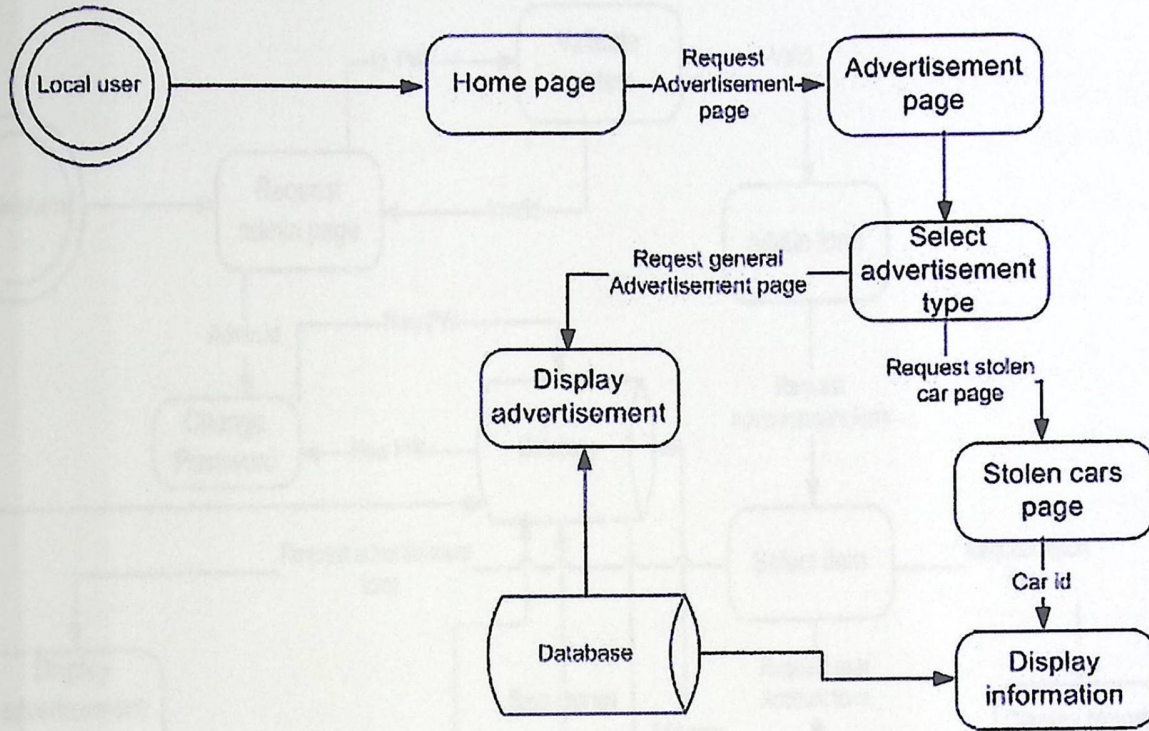 Local user
Home page
Request
Advertisement
page
Advertisement
page
Select
advertisement
type
Reqest general
Advertisement page
Display
advertisement
Request stolen
car page
Stolen cars
page
Car id
Database
Display
information